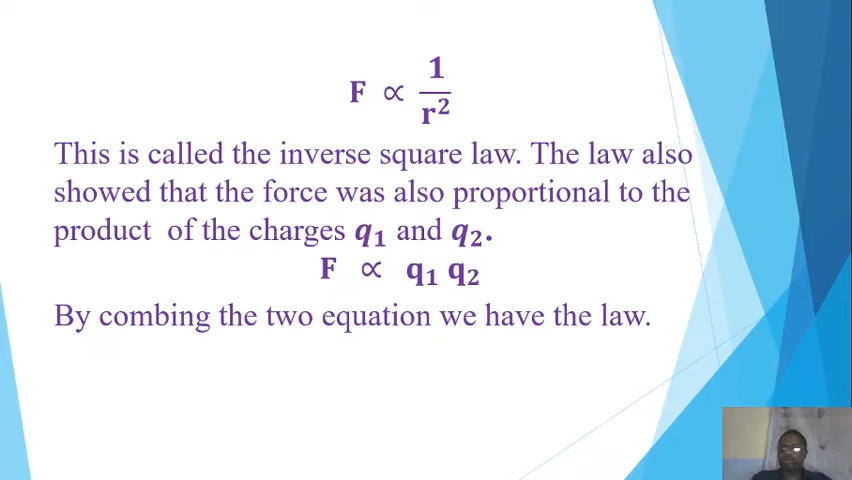 F ∝ 1/r²
This is called the inverse square law. The law also
showed that the force was also proportional to the
product of the charges q₁ and q₂.
F ∝ q₁ q₂
By combing the two equation we have the law.